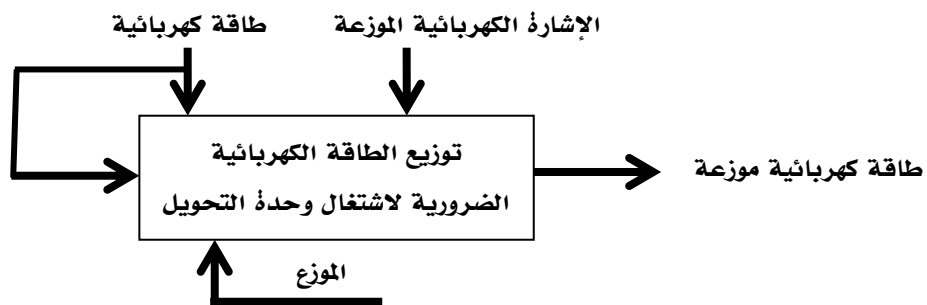 طاقة كهربائية
الإشارة الكهربائية الموزعة
توزيع الطاقة الكهربائية
الضرورية لاشتغال وحدة التحويل
طاقة كهربائية موزعة
الموزع